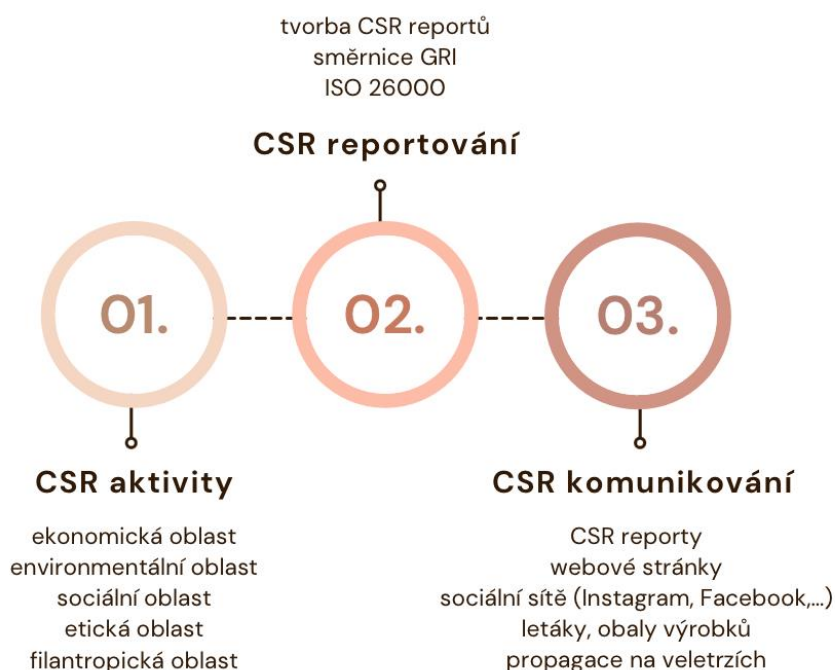 tvorba CSR reportů
směrnice GRI
ISO 26000
CSR reportování
01.
02.
03.
CSR aktivity
ekonomická oblast
environmentální oblast
sociální oblast
etická oblast
filantropická oblast
CSR komunikování
CSR reporty
webové stránky
sociální sítě (Instagram, Facebook,...)
letáky, obaly výrobků
propagace na veletrzích